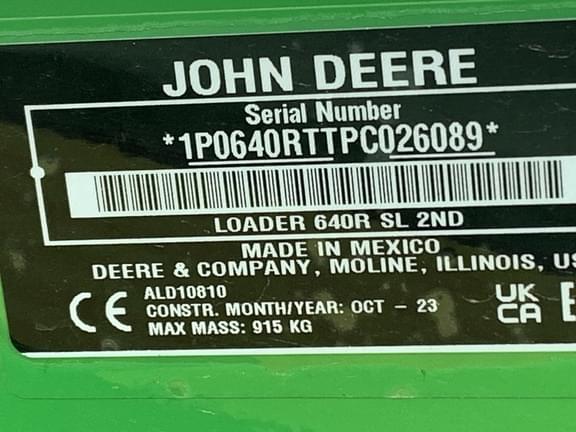 JOHN DEERE
Serial Number
*1P0640RTTPC026089*
LOADER 640R SL 2ND
MADE IN MEXICO
DEERE & COMPANY, MOLINE, ILLINOIS,
CE
ALD10810
CONSTR. MONTH/YEAR: OCT - 23
MAX MASS: 915 KG
UK
CA